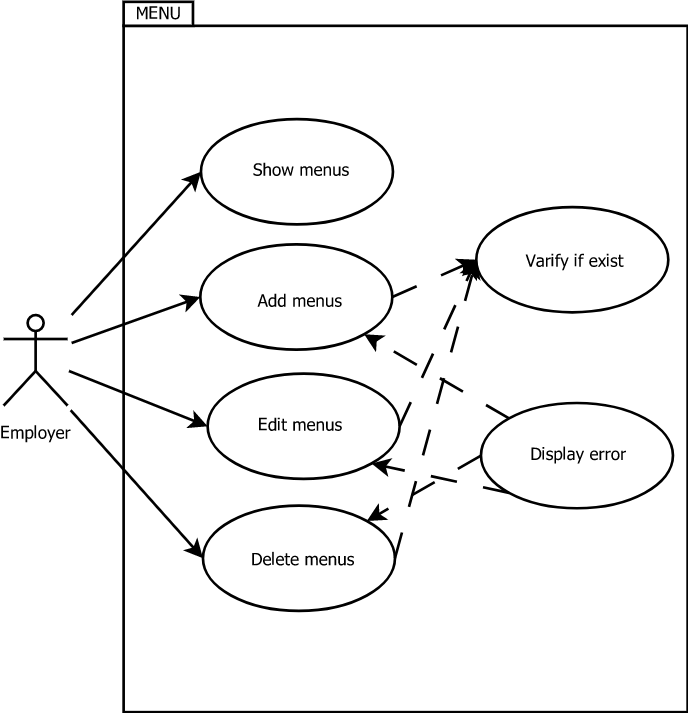 MENU
Show menus
Add menus
Varify if exist
Edit menus
Employer
Display error
Delete menus